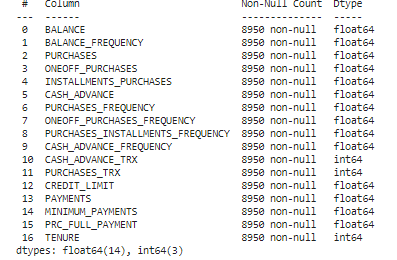 #   Column                            Non-Null Count  Dtype
---  ------                            --------------  -----
 0   BALANCE                           8950 non-null   float64
 1   BALANCE_FREQUENCY                 8950 non-null   float64
 2   PURCHASES                         8950 non-null   float64
 3   ONEOFF_PURCHASES                  8950 non-null   float64
 4   INSTALLMENTS_PURCHASES            8950 non-null   float64
 5   CASH_ADVANCE                      8950 non-null   float64
 6   PURCHASES_FREQUENCY               8950 non-null   float64
 7   ONEOFF_PURCHASES_FREQUENCY        8950 non-null   float64
 8   PURCHASES_INSTALLMENTS_FREQUENCY  8950 non-null   float64
 9   CASH_ADVANCE_FREQUENCY            8950 non-null   float64
 10  CASH_ADVANCE_TRX                  8950 non-null   int64
 11  PURCHASES_TRX                     8950 non-null   int64
 12  CREDIT_LIMIT                      8950 non-null   float64
 13  PAYMENTS                          8950 non-null   float64
 14  MINIMUM_PAYMENTS                  8950 non-null   float64
 15  PRC_FULL_PAYMENT                  8950 non-null   float64
 16  TENURE                            8950 non-null   int64
dtypes: float64(14), int64(3)